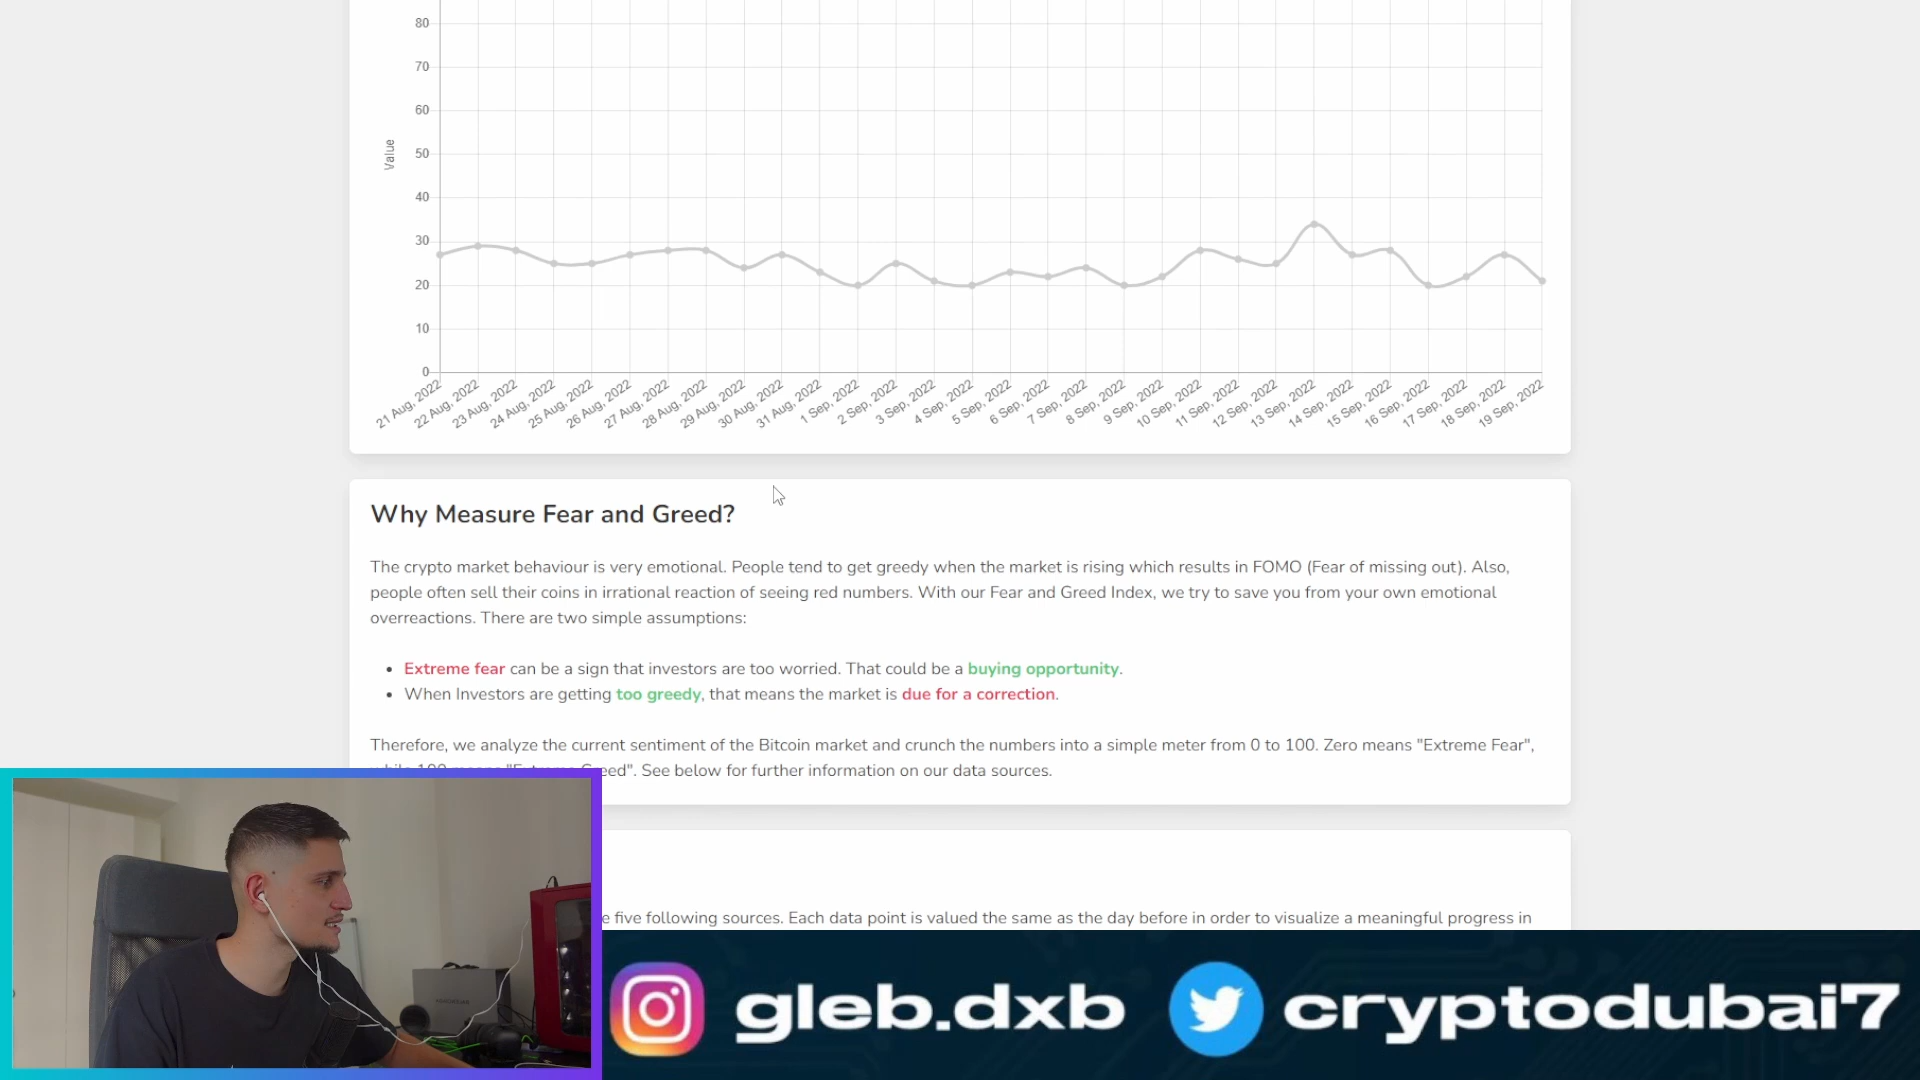 80
70
60
50
40
30
20
10
0
Value
21 Aug, 2022
22 Aug, 2022
23 Aug, 2022
24 Aug, 2022
25 Aug, 2022
26 Aug, 2022
27 Aug, 2022
28 Aug, 2022
29 Aug, 2022
30 Aug, 2022
31 Aug, 2022
1 Sep, 2022
2 Sep, 2022
3 Sep, 2022
4 Sep, 2022
5 Sep, 2022
6 Sep, 2022
7 Sep, 2022
8 Sep, 2022
9 Sep, 2022
10 Sep, 2022
11 Sep, 2022
12 Sep, 2022
13 Sep, 2022
14 Sep, 2022
15 Sep, 2022
16 Sep, 2022
17 Sep, 2022
18 Sep, 2022
19 Sep, 2022
Why Measure Fear and Greed?
The crypto market behaviour is very emotional. People tend to get greedy when the market is rising which results in FOMO (Fear of missing out). Also,
people often sell their coins in irrational reaction of seeing red numbers. With our Fear and Greed Index, we try to save you from your own emotional
overreactions. There are two simple assumptions:
• Extreme fear can be a sign that investors are too worried. That could be a buying opportunity.
• When Investors are getting too greedy, that means the market is due for a correction.
Therefore, we analyze the current sentiment of the Bitcoin market and crunch the numbers into a simple meter from 0 to 100. Zero means "Extreme Fear",
while 100 means "Extreme Greed". See below for further information on our data sources.
five following sources. Each data point is valued the same as the day before in order to visualize a meaningful progress in
gleb.dxb
cryptodubai7